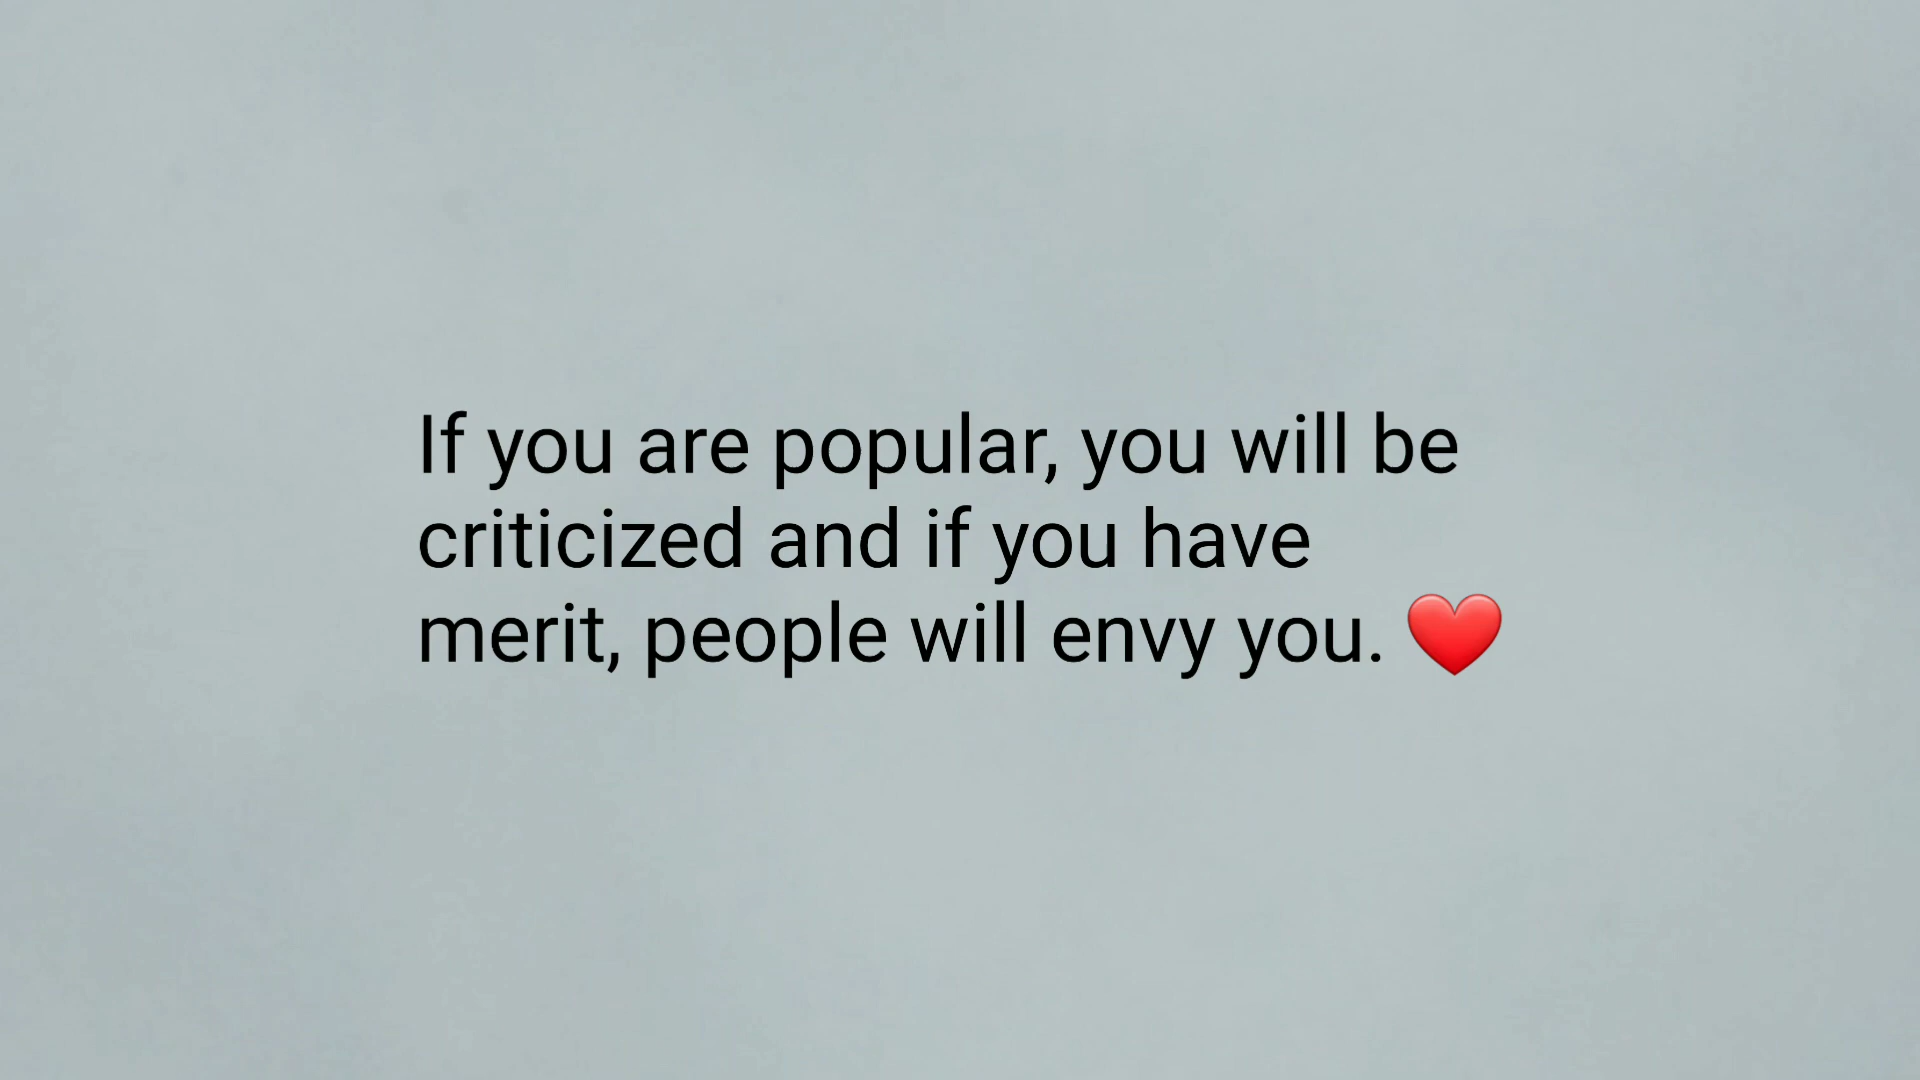 If you are popular, you will be
criticized and if you have
merit, people will envy you. ❤️